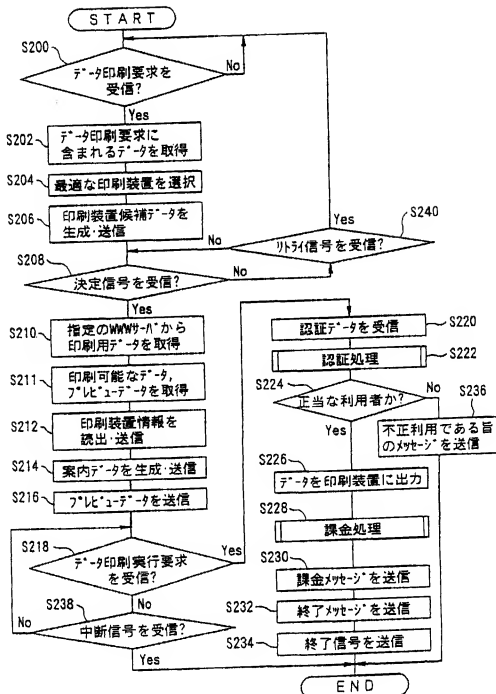 START
S200
データ印刷要求を
受信?
No
Yes
S202
データ印刷要求に
含まれるデータを取得
S204
最適な印刷装置を選択
S206
印刷装置候補データを
生成・送信
Yes
S240
No
リトライ信号を受信?
S208
決定信号を受信?
No
Yes
S210
指定のWWWサーバから
印刷用データを取得
S211
印刷可能なデータ,
プレビューデータを取得
S212
印刷装置情報を
読出・送信
S214
案内データを生成・送信
S216
プレビューデータを送信
S218
データ印刷実行要求
を受信?
Yes
No
S238
No
中断信号を受信?
Yes
認証データを受信
S220
認証処理
S222
S224
正当な利用者か?
No
S236
Yes
不正利用である旨
のメッセージを送信
S226
データを印刷装置に出力
S228
課金処理
S230
課金メッセージを送信
S232
終了メッセージを送信
S234
終了信号を送信
END